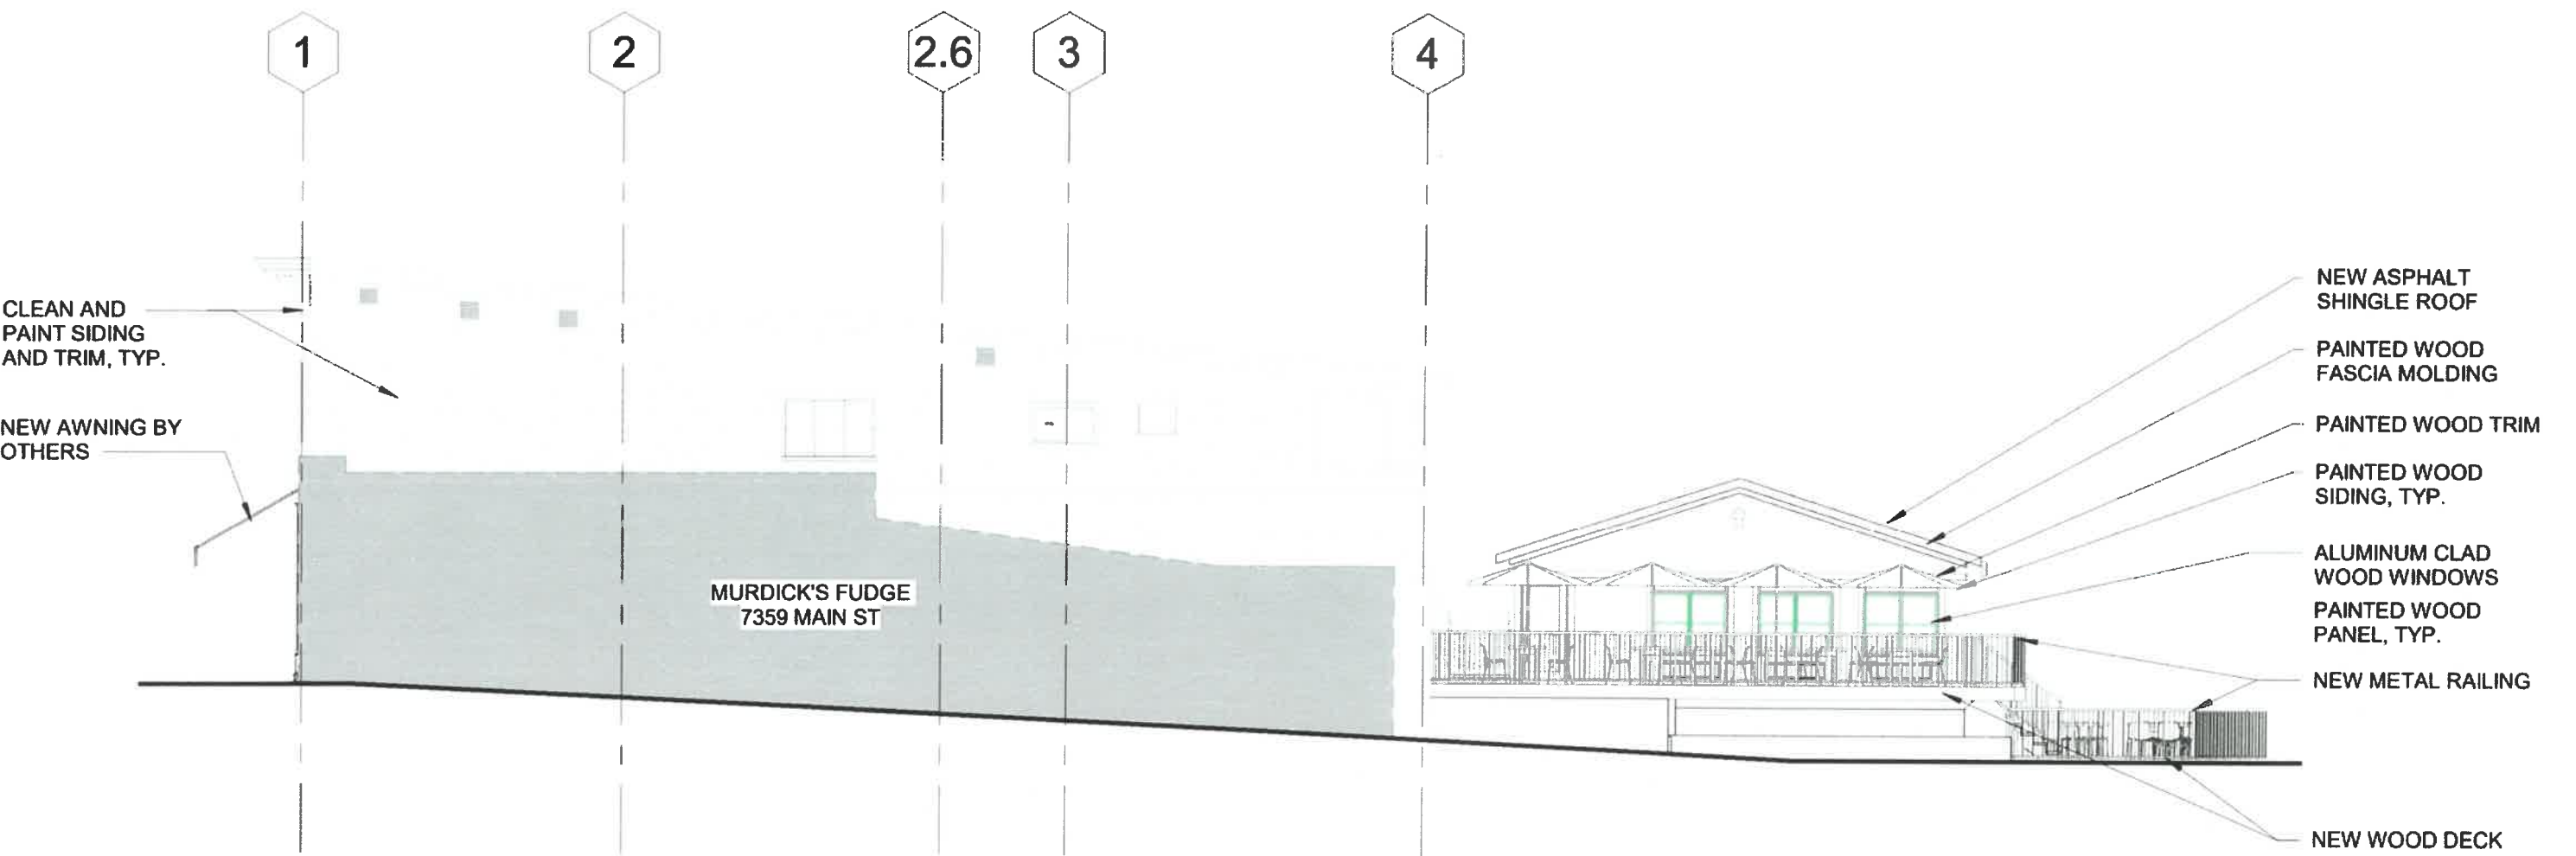 1
2
2.6
3
4
CLEAN AND
PAINT SIDING
AND TRIM, TYP.
NEW AWNING BY
OTHERS
MURDICK'S FUDGE
7359 MAIN ST
NEW ASPHALT
SHINGLE ROOF
PAINTED WOOD
FASCIA MOLDING
PAINTED WOOD TRIM
PAINTED WOOD
SIDING, TYP.
ALUMINUM CLAD
WOOD WINDOWS
PAINTED WOOD
PANEL, TYP.
NEW METAL RAILING
NEW WOOD DECK